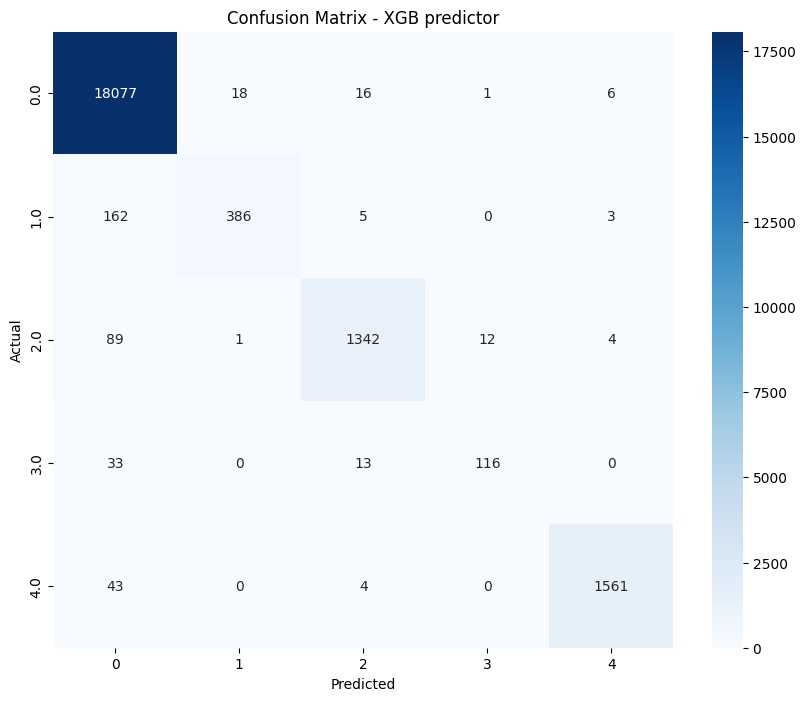 Confusion Matrix - XGB predictor
0.0 18077 18 16 1 6
1.0 162 386 5 0 3
2.0 89 1 1342 12 4
3.0 33 0 13 116 0
4.0 43 0 4 0 1561
0 1 2 3 4
Predicted
Actual
17500
15000
12500
10000
7500
5000
2500
0